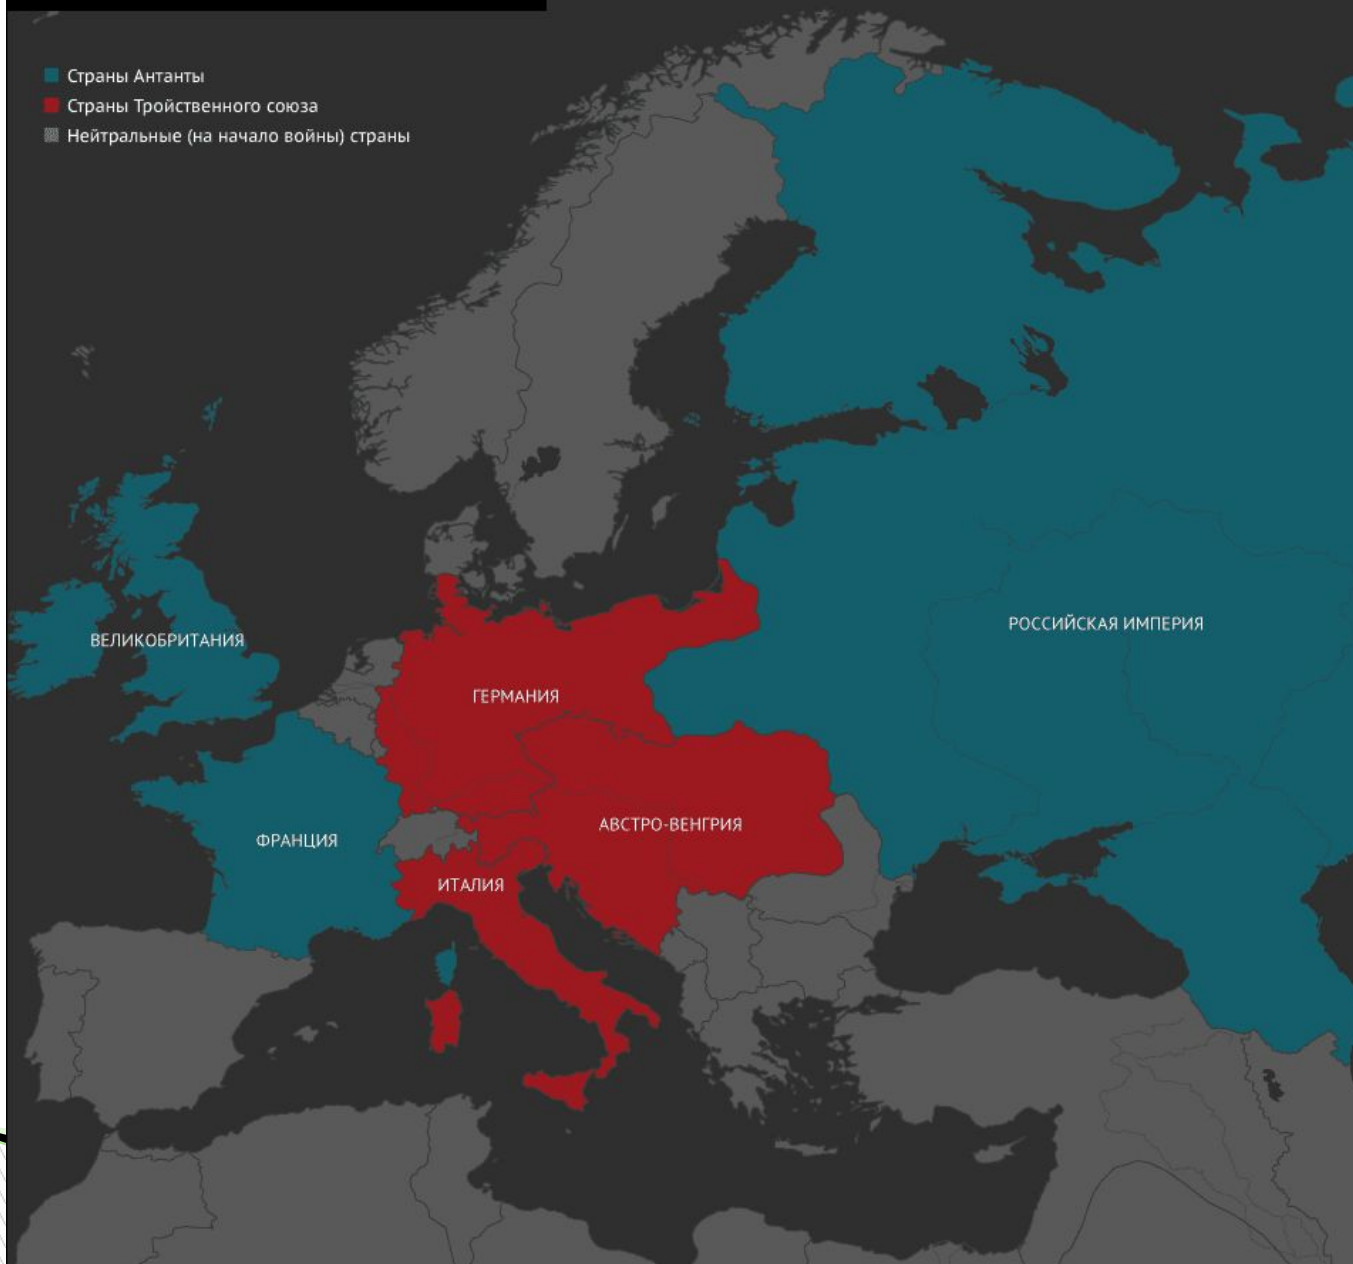 Страны Антанты
Страны Тройственного союза
Нейтральные (на начало войны) страны
РОССИЙСКАЯ ИМПЕРИЯ
ВЕЛИКОБРИТАНИЯ
ГЕРМАНИЯ
АВСТРО-ВЕНГРИЯ
ФРАНЦИЯ
ИТАЛИЯ